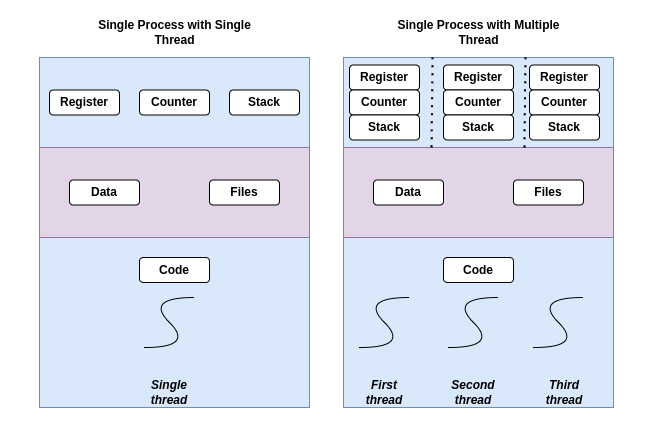 Single Process with Single
Thread
Register
Counter
Stack
Data
Files
Code
Single
thread
Single Process with Multiple
Thread
Register
Counter
Stack
Register
Counter
Stack
Register
Counter
Stack
Data
Files
Code
First
thread
Second
thread
Third
thread